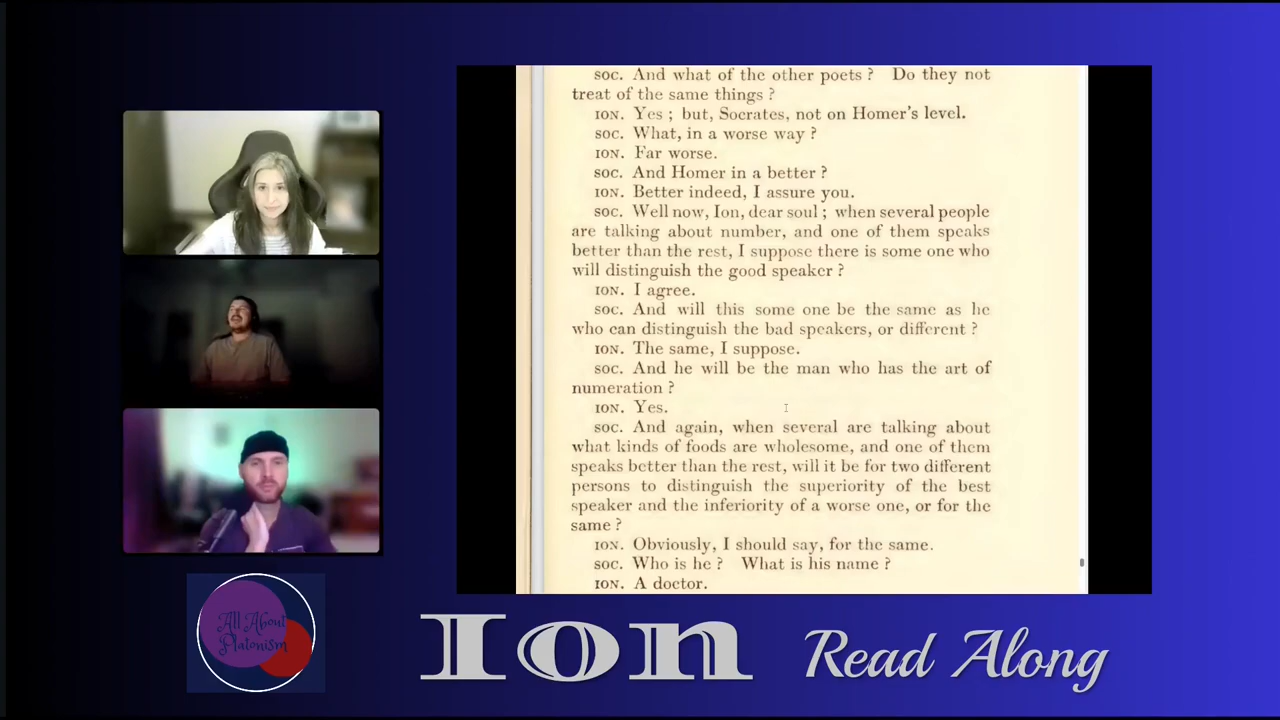 SOC. And what of the other poets ? Do they not
treat of the same things ?
ION. Yes ; but, Socrates, not on Homer's level.
SOC. What, in a worse way ?
ION. Far worse.
SOC. And Homer in a better ?
ION. Better indeed, I assure you.
SOC. Well now, Ion, dear soul ; when several people
are talking about number, and one of them speaks
better than the rest, I suppose there is some one who
will distinguish the good speaker ?
ION. I agree.
SOC. And will this some one be the same as he
who can distinguish the bad speakers, or different ?
ION. The same, I suppose.
SOC. And he will be the man who has the art of
numeration ?
ION. Yes.
SOC. And again, when several are talking about
what kinds of foods are wholesome, and one of them
speaks better than the rest, will it be for two different
persons to distinguish the superiority of the best
speaker and the inferiority of a worse one, or for the
same ?
ION. Obviously, I should say, for the same.
SOC. Who is he ? What is his name ?
ION. A doctor.
All About
Platonism
Ion Read Along